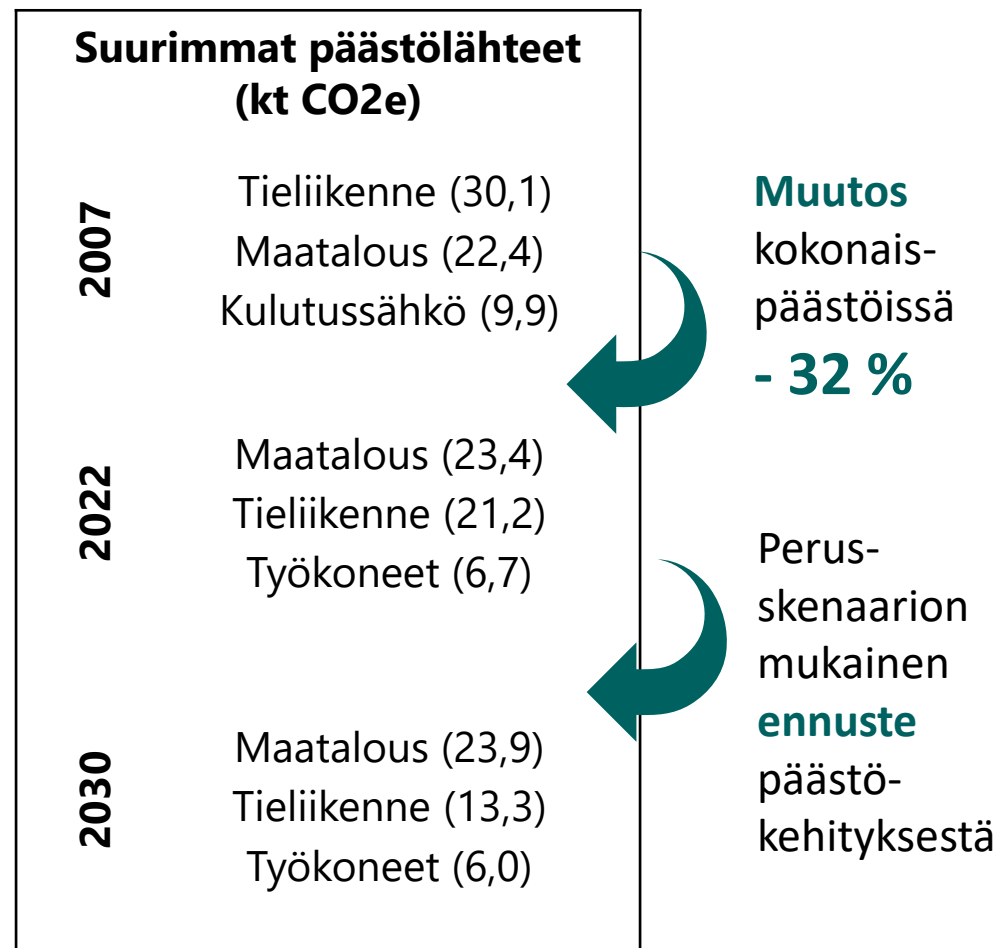 Suurimmat päästölähteet
(kt CO2e)
2007
Tieliikenne (30,1)
Maatalous (22,4)
Kulutussähkö (9,9)
Muutos
kokonais-
päästöissä
- 32 %
2022
Maatalous (23,4)
Tieliikenne (21,2)
Työkoneet (6,7)
Perus-
skenaarion
mukainen
ennuste
päästö-
kehityksestä
2030
Maatalous (23,9)
Tieliikenne (13,3)
Työkoneet (6,0)